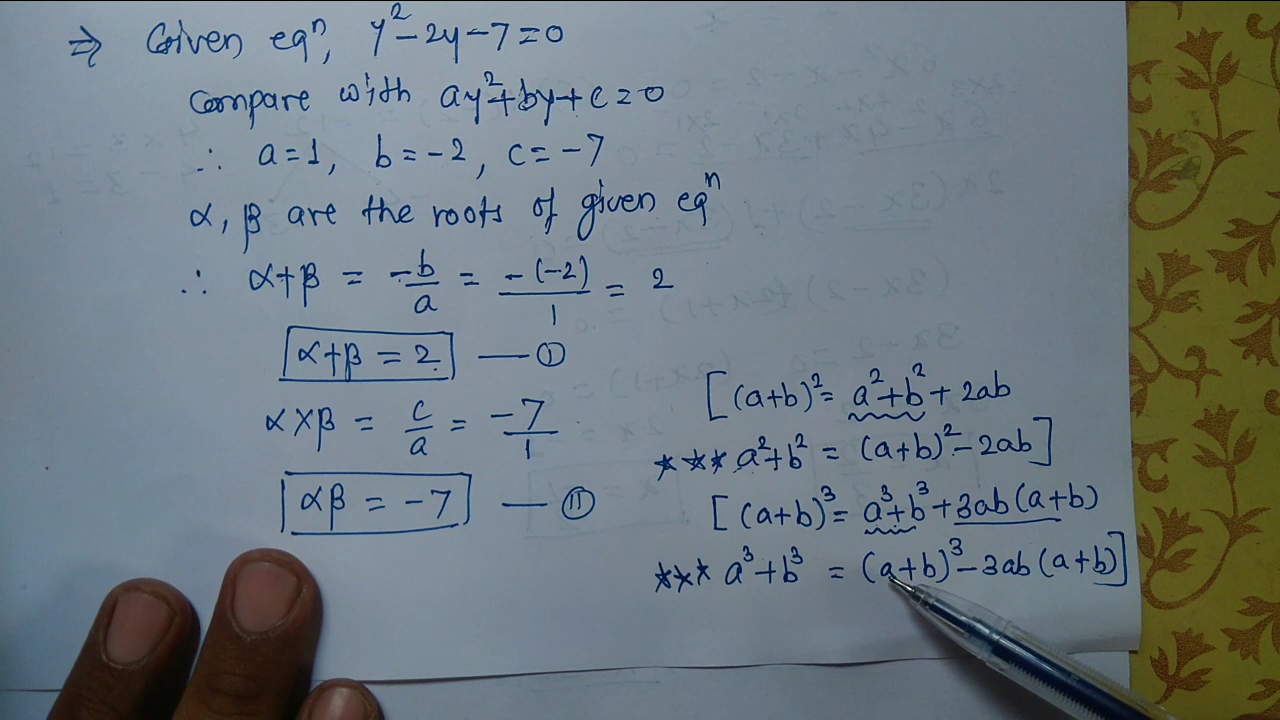 ⇒ Given eqⁿ, y²-2y-7=0
Compare with ay²+by+c=0
∴ a=1, b=-2, c=-7
α, β are the roots of given eqⁿ
∴ α+β = -b/a = -(-2)/1 = 2
α+β = 2 — Ⓘ
α×β = c/a = -7/1
αβ = -7 — Ⓘⓘ
[(a+b)² = a²+b²+2ab
*** a²+b² = (a+b)²-2ab]
[(a+b)³ = a³+b³+3ab(a+b)
*** a³+b³ = (a+b)³-3ab(a+b)]